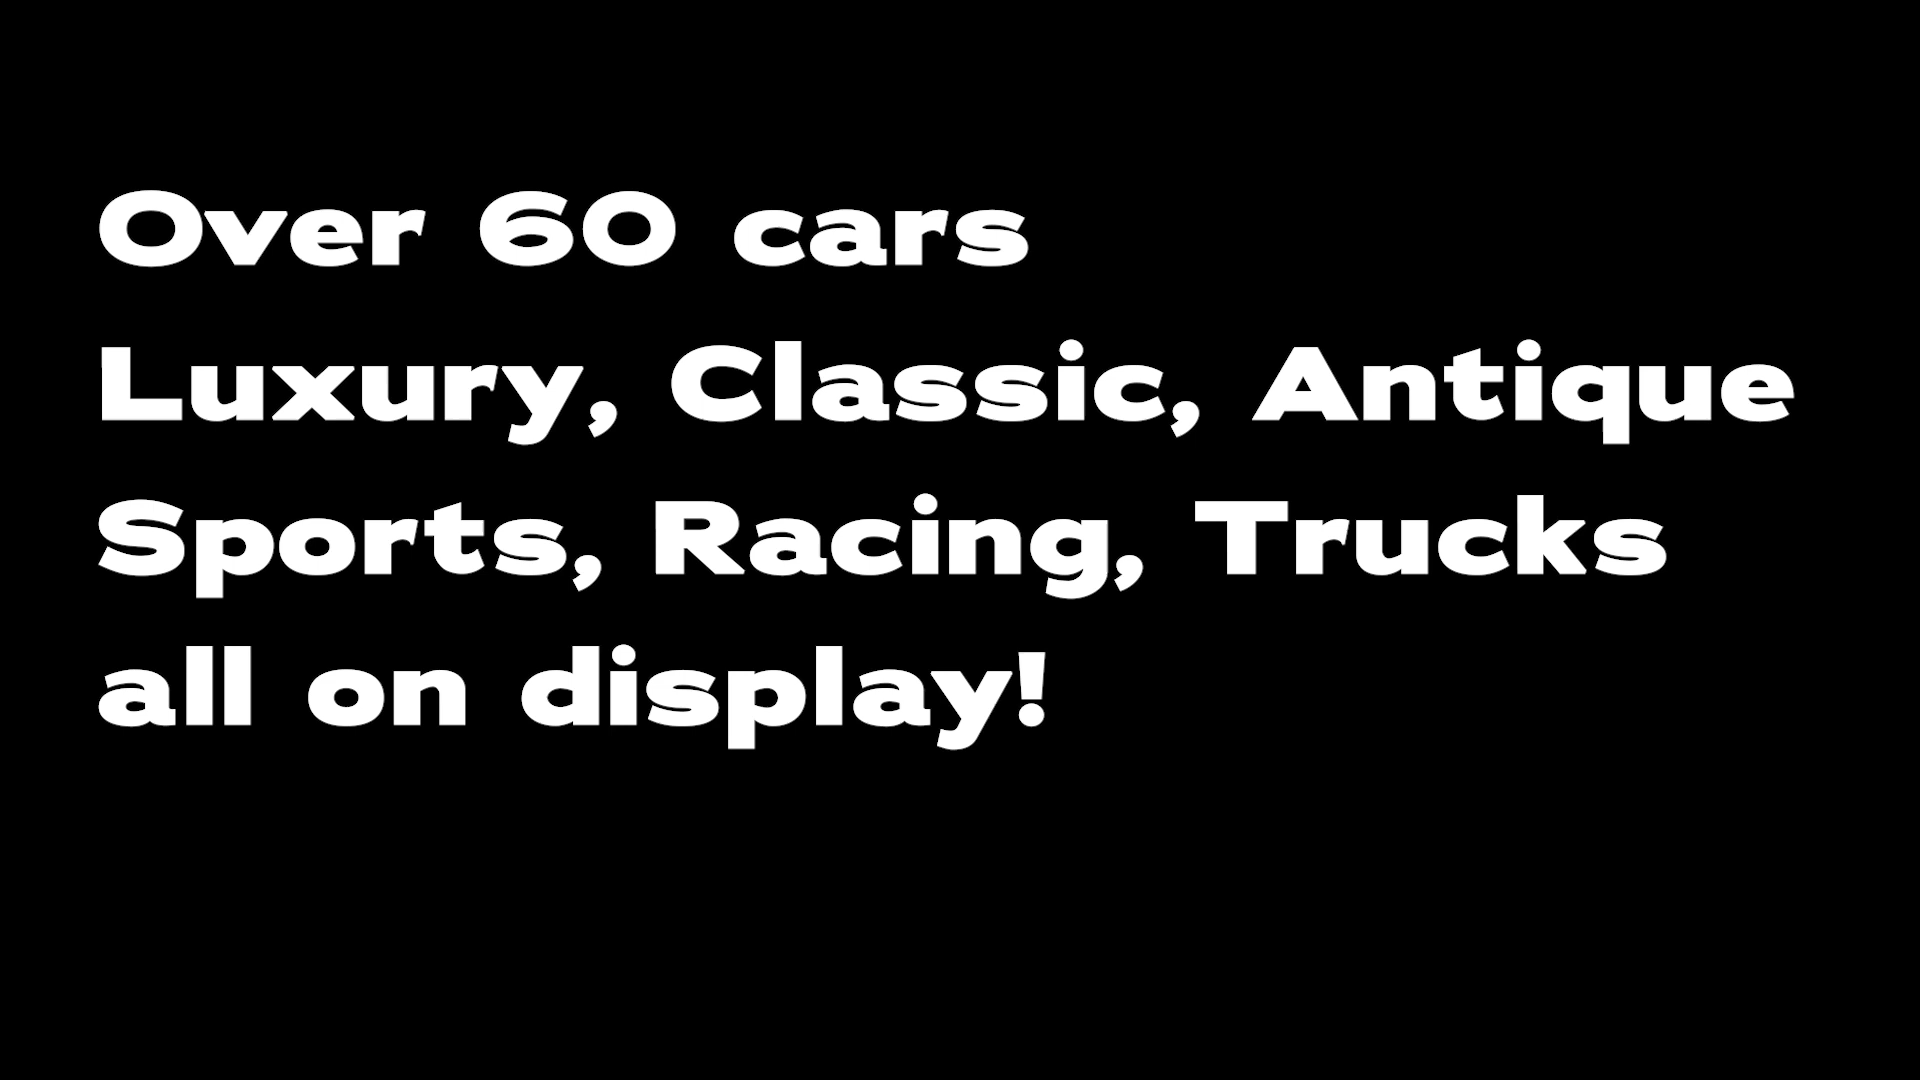 Over 60 cars
Luxury, Classic, Antique
Sports, Racing, Trucks
all on display!